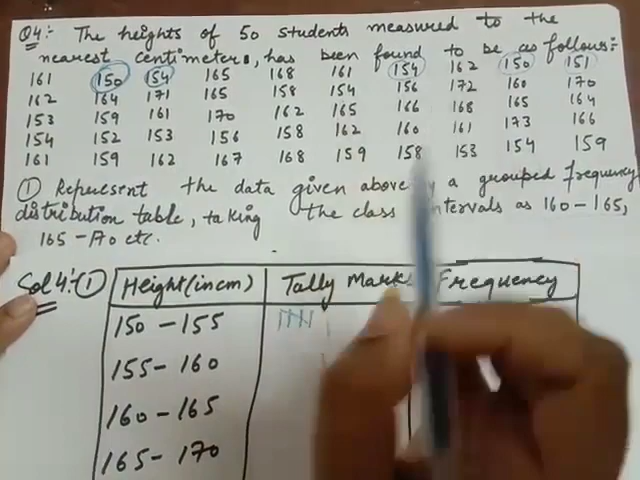 Q4:- The heights of 50 students measured to the
nearest centimeters, has been found to be as follows:
161 150 154 165 168 161 154 162 150 151
162 164 171 165 158 154 156 172 160 170
153 159 161 170 162 165 166 168 165 164
154 152 153 156 158 162 160 161 173 166
161 159 162 167 168 159 158 153 154 159
① Represent the data given above a grouped frequency
distribution table, taking the class intervals as 160-165,
165-170 etc.
Sol 4:① Height(in cm) Tally Marks Frequency
150-155
155-160
160-165
165-170